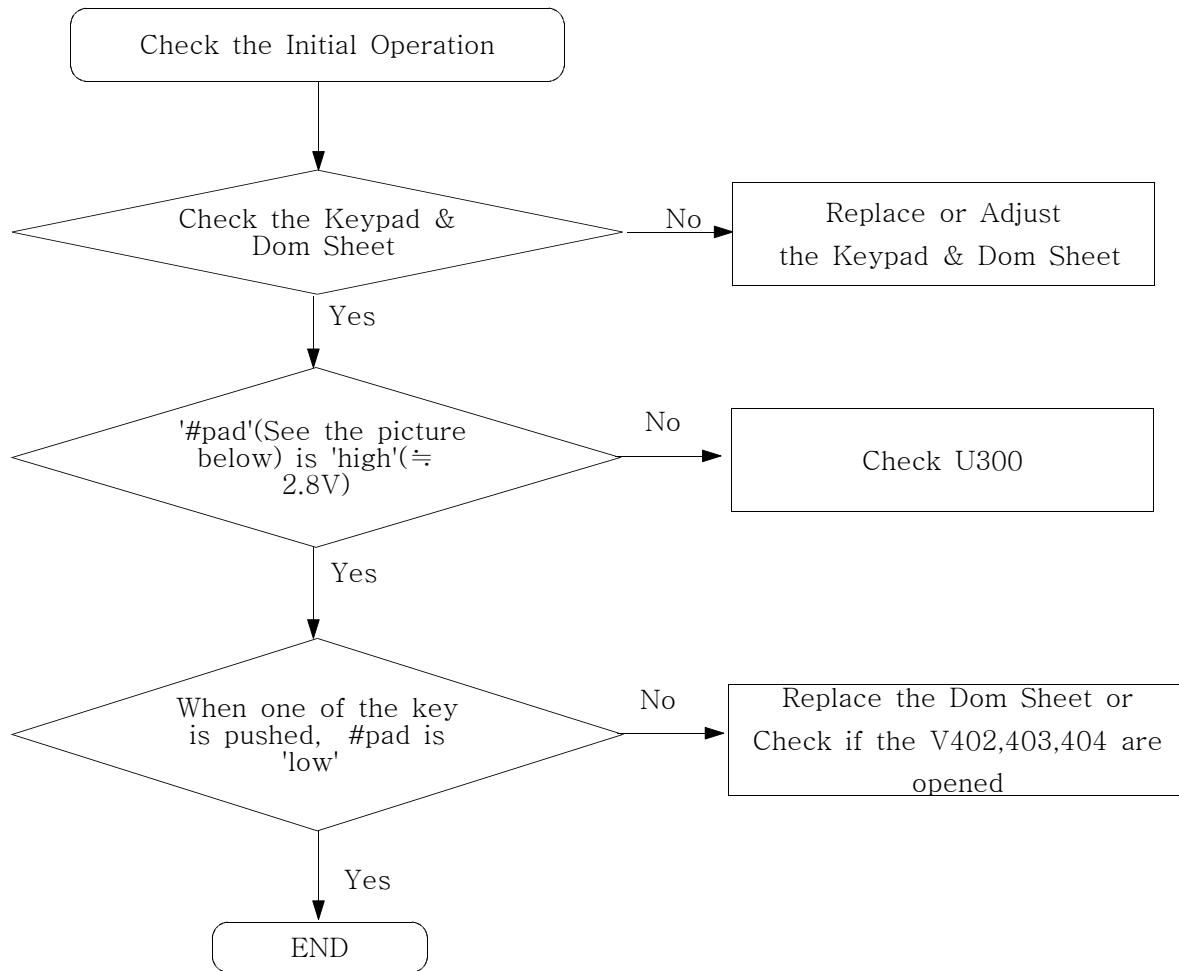 Check the Initial Operation
Check the Keypad &
Dom Sheet
No
Replace or Adjust
the Keypad & Dom Sheet
Yes
'#pad'(See the picture
below) is 'high'(≒
2.8V)
No
Check U300
Yes
When one of the key
is pushed, #pad is
'low'
No
Replace the Dom Sheet or
Check if the V402,403,404 are
opened
Yes
END